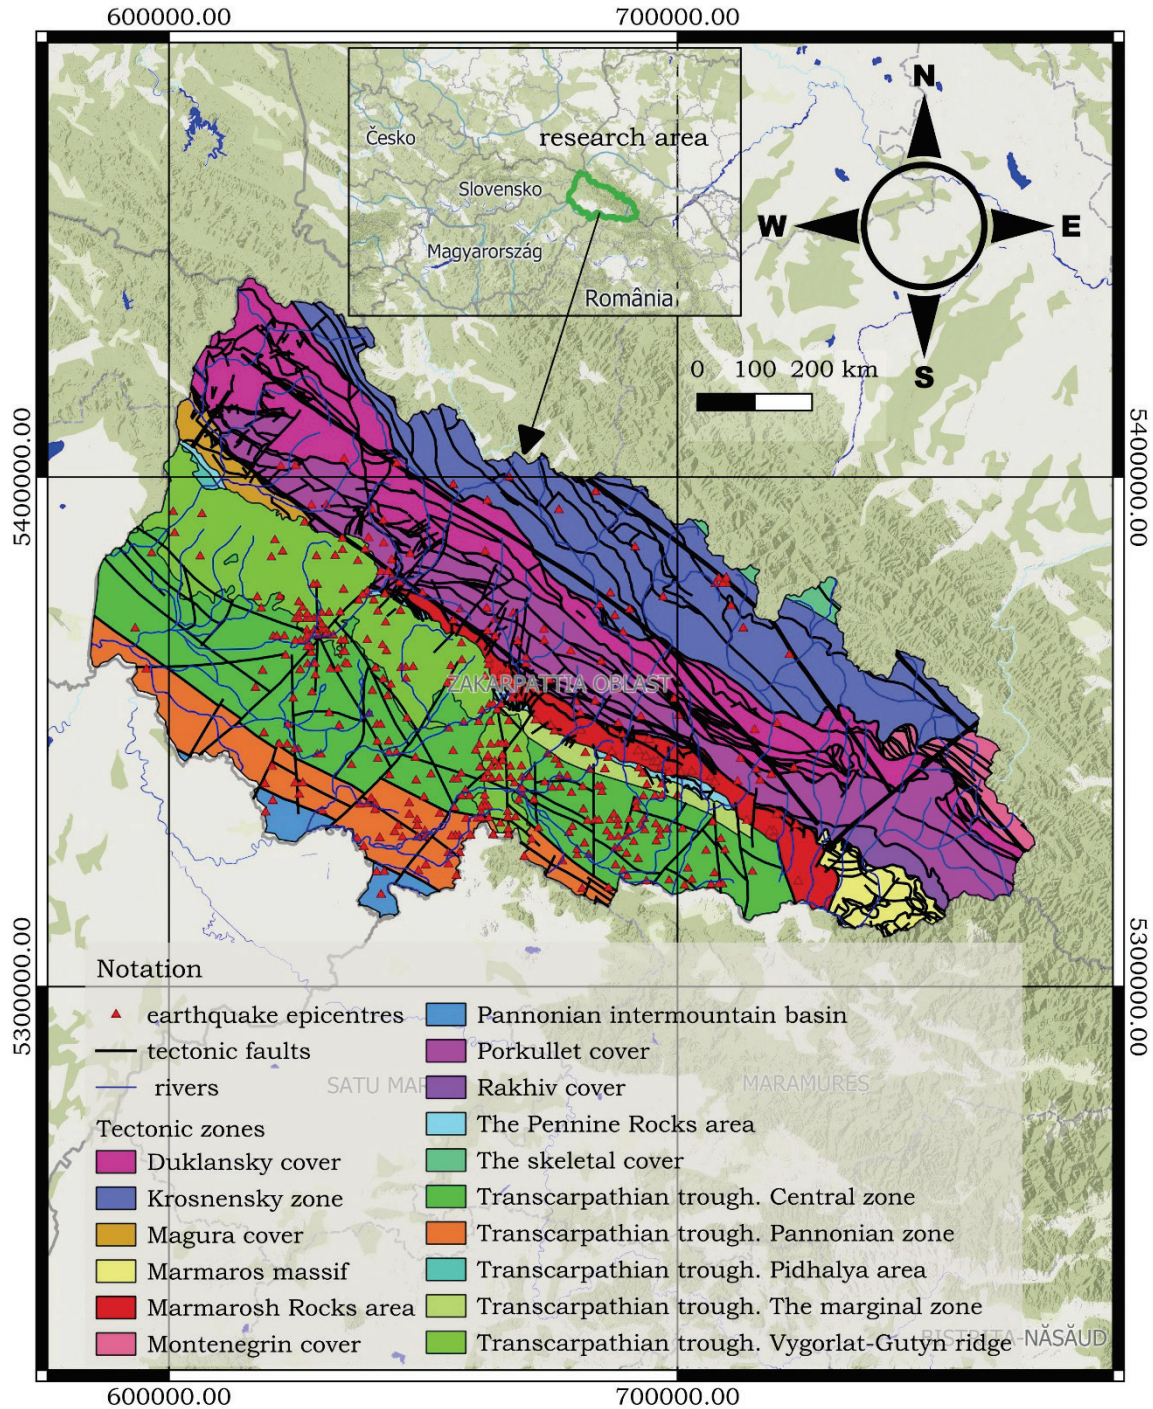 600000.00 700000.00
research area
Česko
Slovensko
Magyarország
România
N
W E
S
0 100 200 km
5400000.00 5400000.00
ZAKARPATTIA OBLAST
5300000.00 5300000.00
Notation
earthquake epicentres
tectonic faults
rivers
Tectonic zones
Duklansky cover
Krosnensky zone
Magura cover
Marmaros massif
Marmarosh Rocks area
Montenegrin cover
Pannonian intermountain basin
Porkullet cover
Rakhiv cover
The Pennine Rocks area
The skeletal cover
Transcarpathian trough. Central zone
Transcarpathian trough. Pannonian zone
Transcarpathian trough. Pidhalya area
Transcarpathian trough. The marginal zone
Transcarpathian trough. Vygorlat-Gutyn ridge
SATU
MARAMUREȘ
BISTRIȚA-NĂSĂUD
600000.00 700000.00